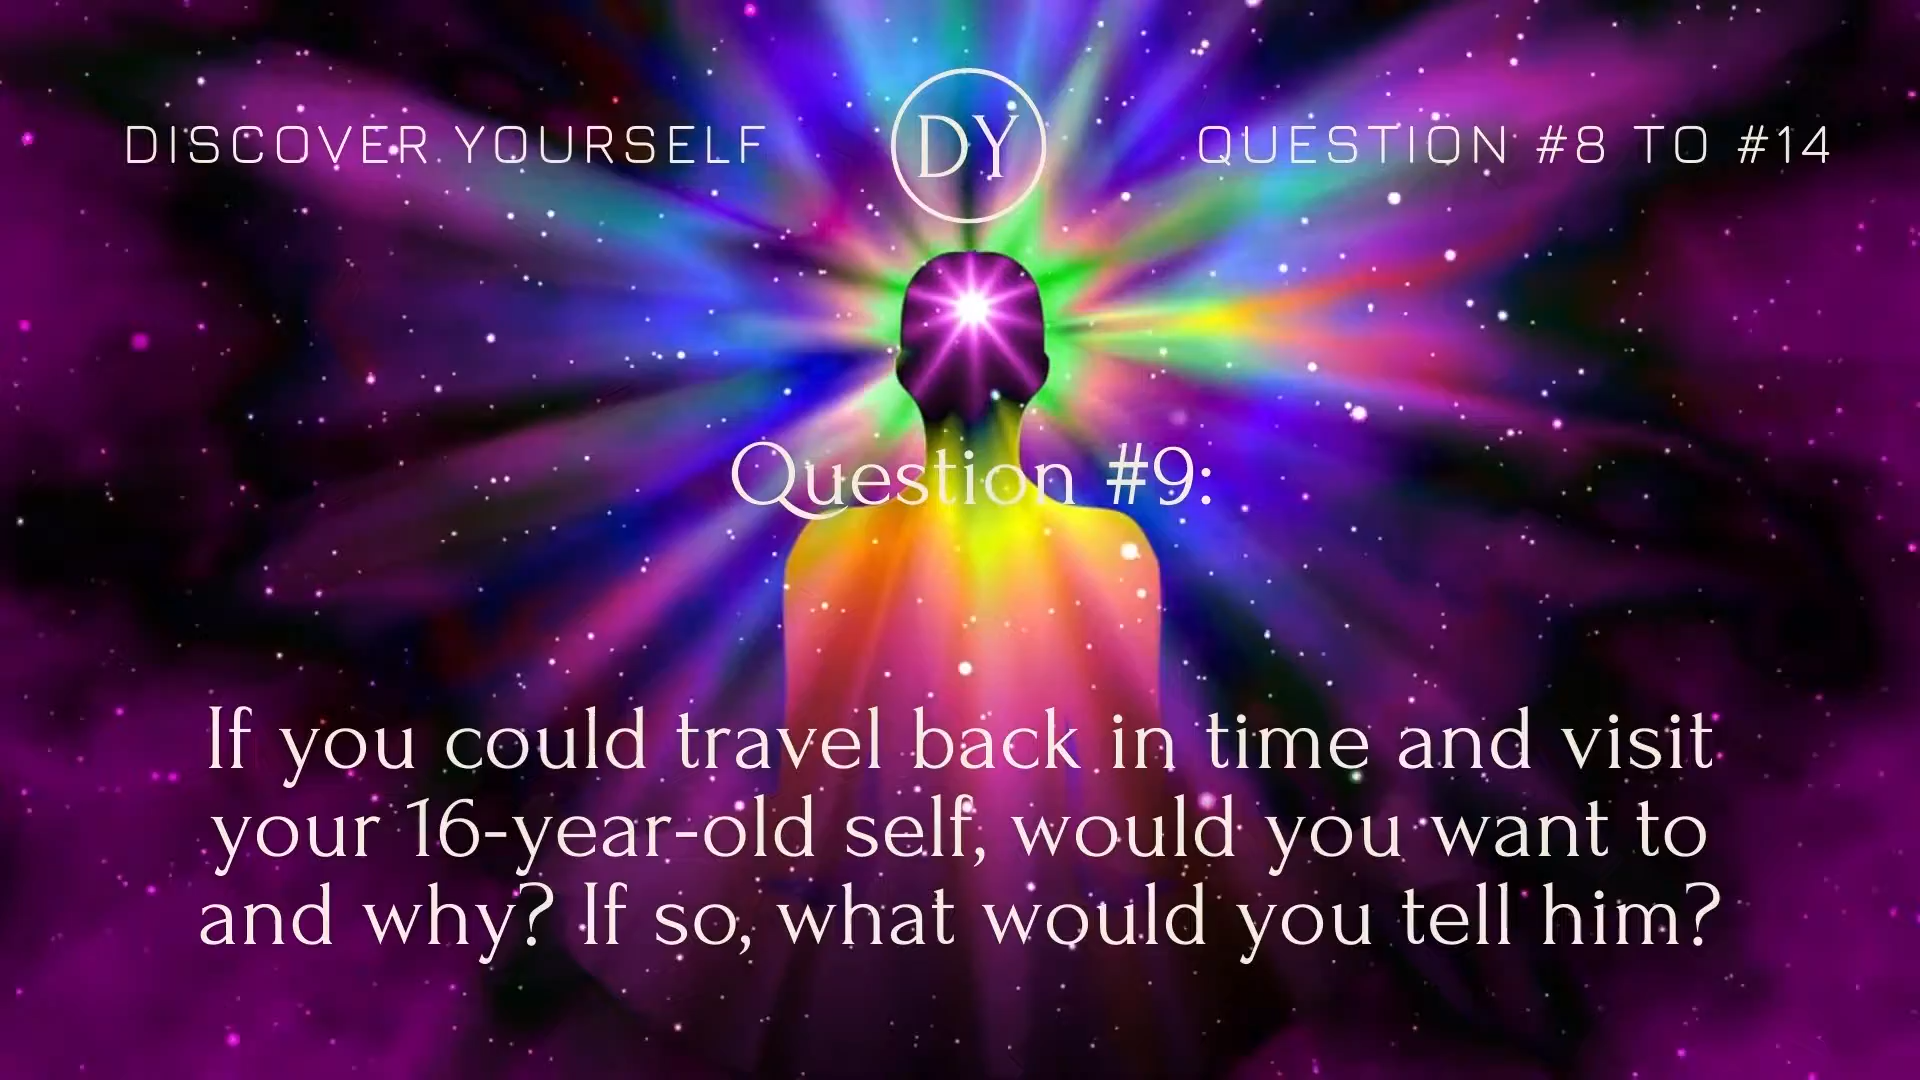 DISCOVER YOURSELF
DY
QUESTION #8 TO #14
Question #9:
If you could travel back in time and visit
your 16-year-old self, would you want to
and why? If so, what would you tell him?